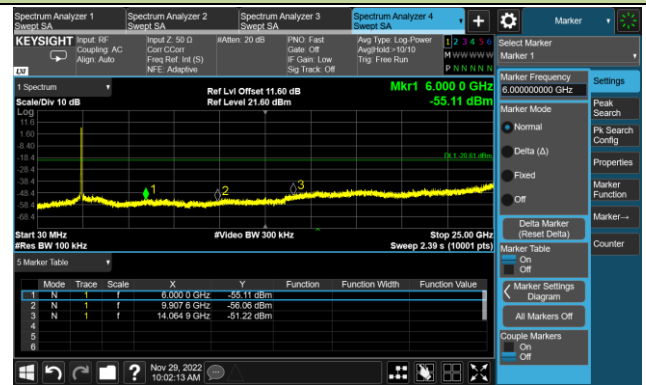 Spectrum Analyzer 1
Swept SA
Spectrum Analyzer 2
Swept SA
Spectrum Analyzer 3
Swept SA
Spectrum Analyzer 4
Swept SA
+
Marker
KEYSIGHT
LXI
Input: RF
Coupling: AC
Align: Auto
Input Z: 50 Ω
Corr CCorr
Freq Ref: Int (S)
NFE: Adaptive
#Atten: 20 dB
PNO: Fast
Gate: Off
IF Gain: Low
Sig Track: Off
Avg Type: Log-Power
Avg|Hold:>10/10
Trig: Free Run
1 2 3 4 5 6
M W W W W W
P N N N N N
Select Marker
Marker 1
1 Spectrum
Scale/Div 10 dB
Log
Ref Lvl Offset 11.60 dB
Ref Level 21.60 dBm
Mkr1 6.000 0 GHz
-55.11 dBm
11.6
1.60
-8.40
-18.4
-28.4
-38.4
-48.4
-58.4
-68.4
DL1 -20.61 dBm
1
2
3
Start 30 MHz
#Res BW 100 kHz
#Video BW 300 kHz
Stop 25.00 GHz
Sweep 2.39 s (10001 pts)
5 Marker Table
Mode Trace Scale X Y Function Function Width Function Value
1 N 1 f 6.000 0 GHz -55.11 dBm
2 N 1 f 9.907 6 GHz -56.06 dBm
3 N 1 f 14.064 9 GHz -51.22 dBm
4
5
6
Marker Frequency
6.000000000 GHz
Marker Mode
Normal
Delta (Δ)
Fixed
Off
Delta Marker
(Reset Delta)
Marker Table
On
Off
Marker Settings
Diagram
All Markers Off
Couple Markers
On
Off
Settings
Peak
Search
Pk Search
Config
Properties
Marker
Function
Marker→
Counter
?
Nov 29, 2022
10:02:13 AM